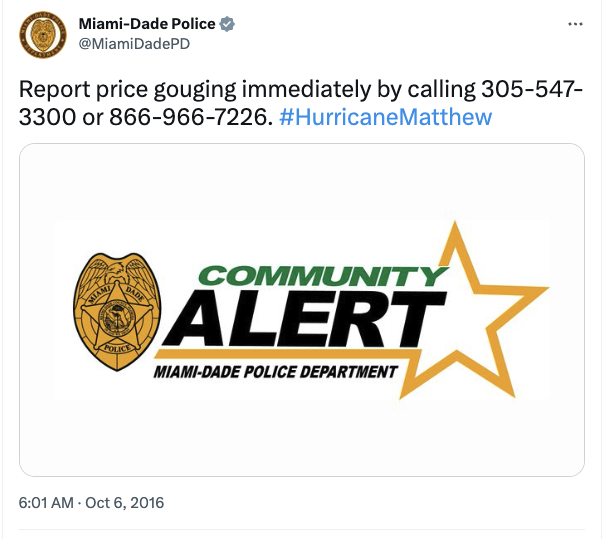 Miami-Dade Police
@MiamiDadePD
Report price gouging immediately by calling 305-547-
3300 or 866-966-7226. #HurricaneMatthew
MIAMI DADE
POLICE
COMMUNITY
ALERT
MIAMI-DADE POLICE DEPARTMENT
6:01 AM · Oct 6, 2016